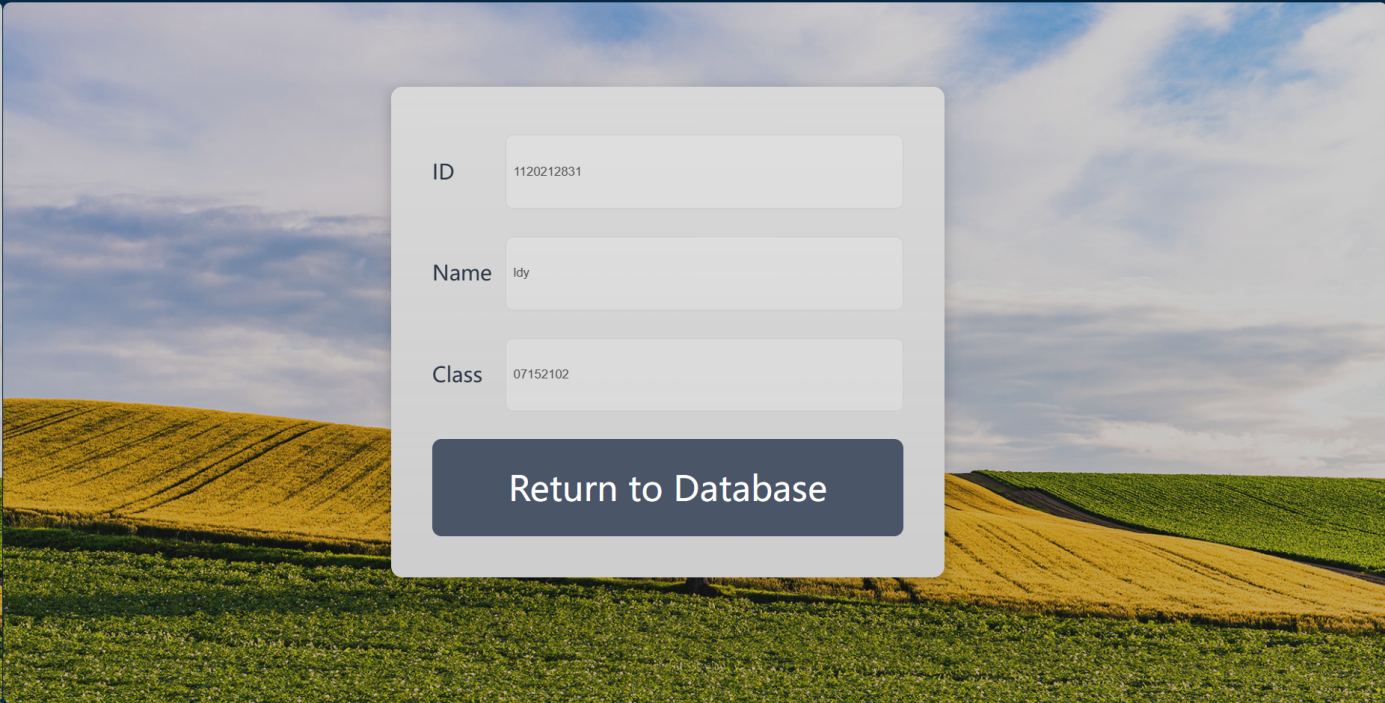 ID
1120212831
Name
ldy
Class
07152102
Return to Database